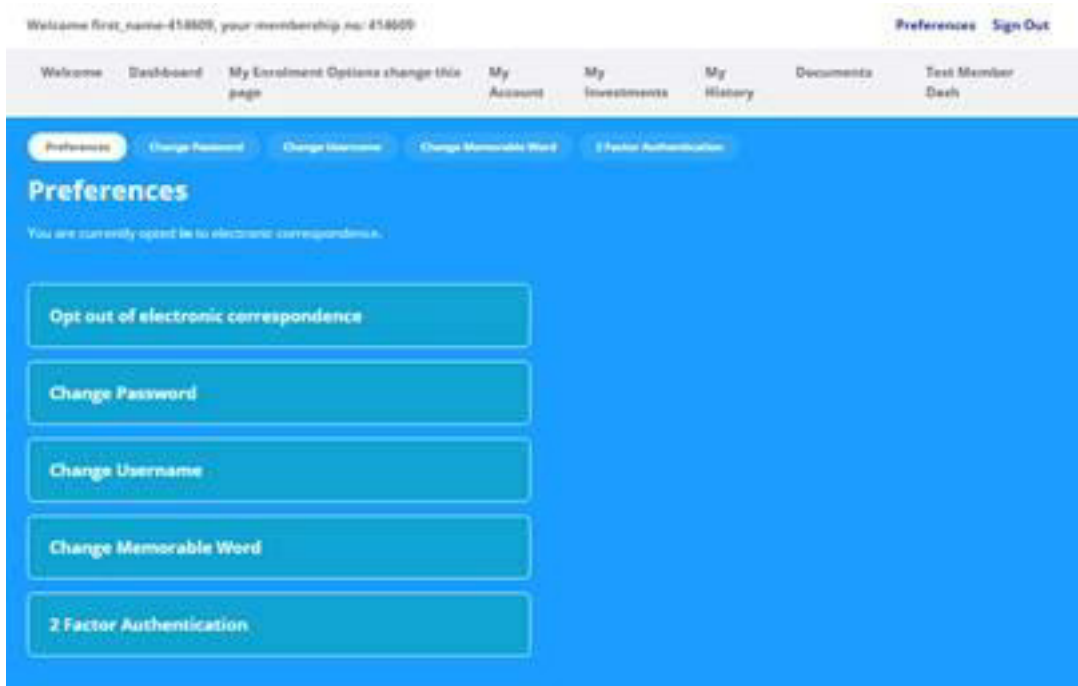 Welcome first_name-414609, your membership no: 414609
Preferences Sign Out
Welcome Dashboard My Enrolment Options change this page My Account My Investments My History Documents Test Member Dash
Preferences Change Password Change Username Change Memorable Word 2 Factor Authentication
Preferences
You are currently opted in to electronic correspondence.
Opt out of electronic correspondence
Change Password
Change Username
Change Memorable Word
2 Factor Authentication